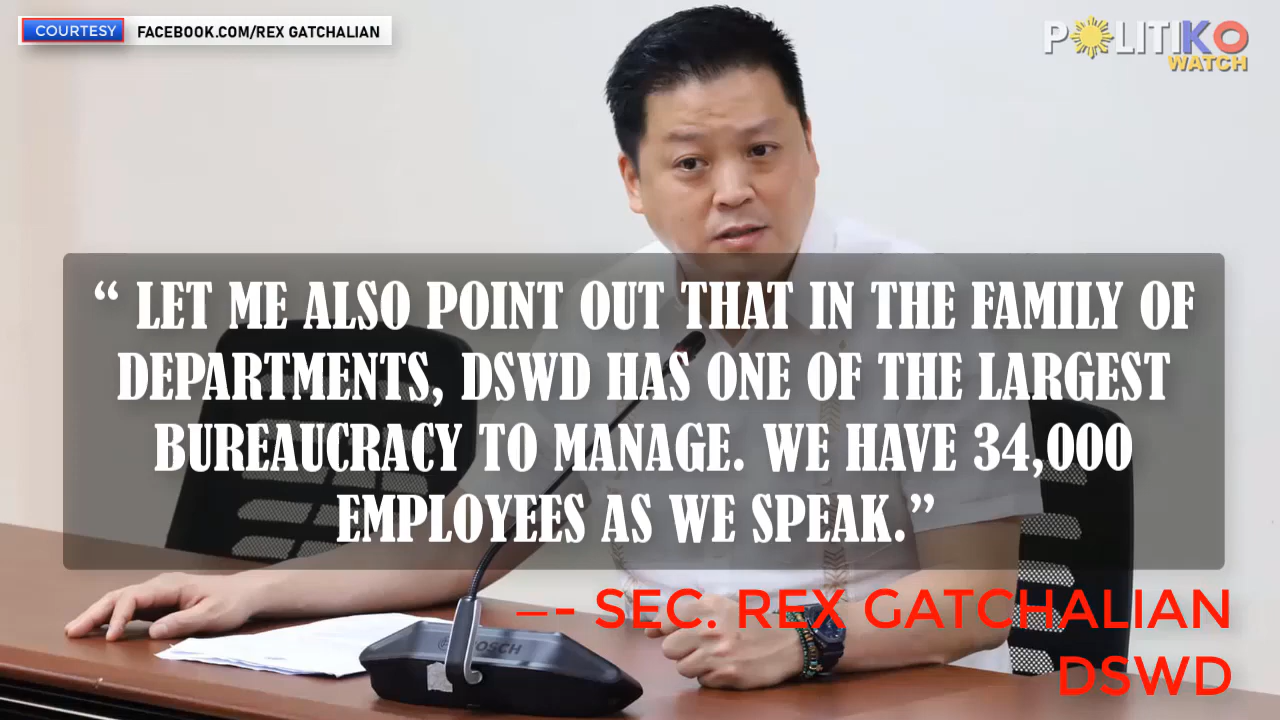 COURTESY FACEBOOK.COM/REX GATCHALIAN
POLITIKO
WATCH
“ LET ME ALSO POINT OUT THAT IN THE FAMILY OF
DEPARTMENTS, DSWD HAS ONE OF THE LARGEST
BUREAUCRACY TO MANAGE. WE HAVE 34,000
EMPLOYEES AS WE SPEAK.”
—- SEC. REX GATCHALIAN
DSWD
BOSCH